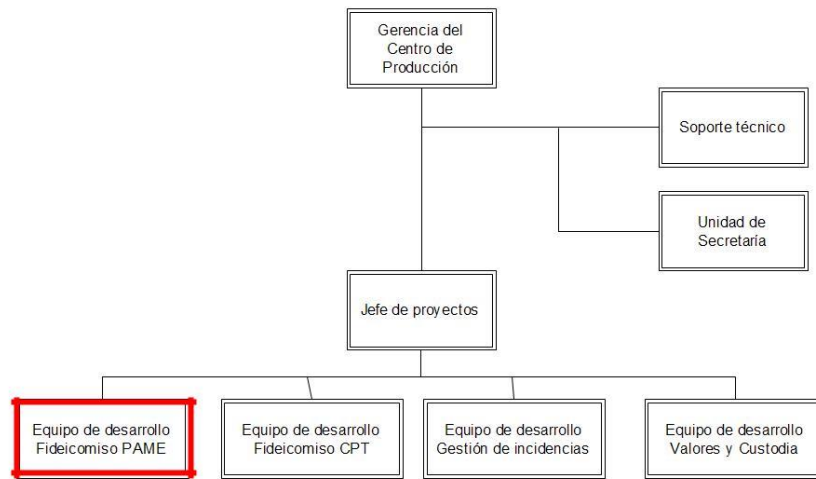 Gerencia del
Centro de
Producción
Soporte técnico
Unidad de
Secretaría
Jefe de proyectos
Equipo de desarrollo
Fideicomiso PAME
Equipo de desarrollo
Fideicomiso CPT
Equipo de desarrollo
Gestión de incidencias
Equipo de desarrollo
Valores y Custodia